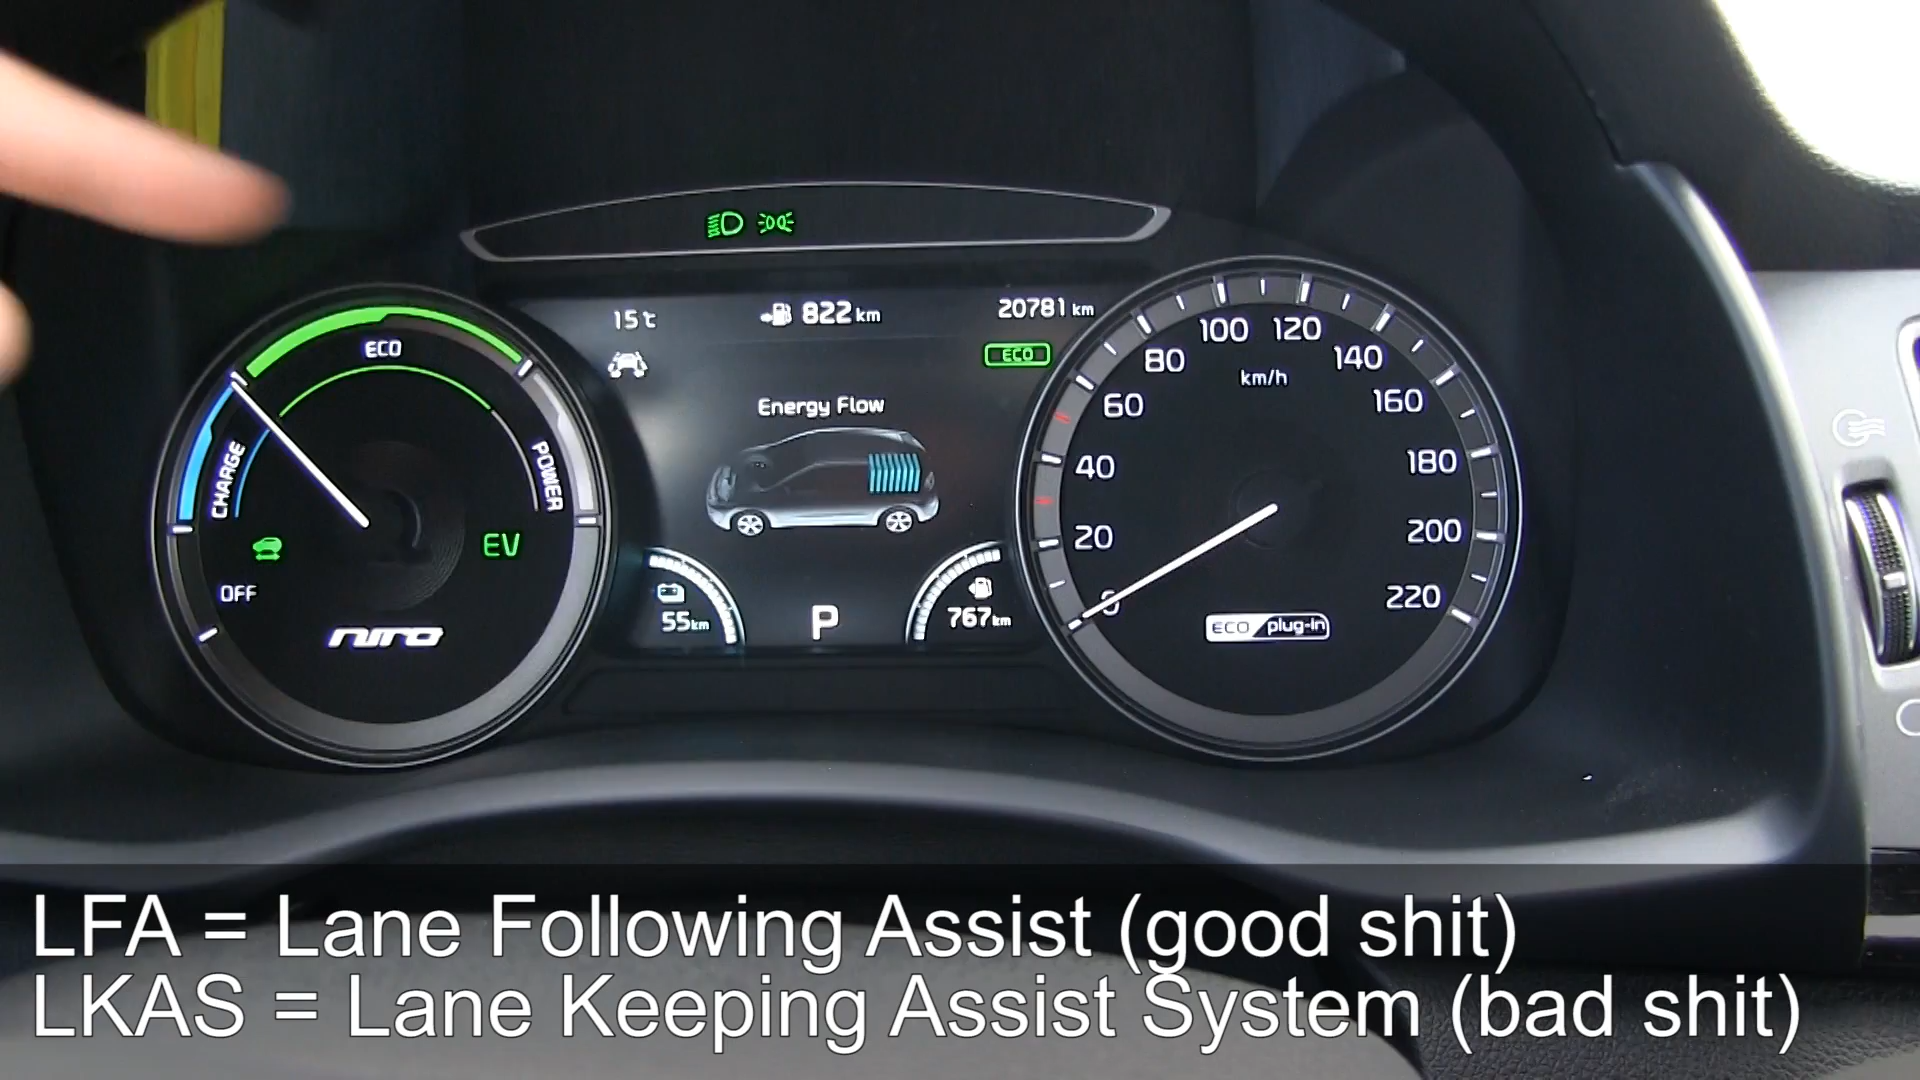 15℃
822 km
20781 km
ECO
ECO
Energy Flow
CHARGE
POWER
EV
OFF
niro
55km
P
767km
0
20
40
60
80
100
120
140
160
180
200
220
km/h
ECO plug-in
LFA = Lane Following Assist (good shit)
LKAS = Lane Keeping Assist System (bad shit)